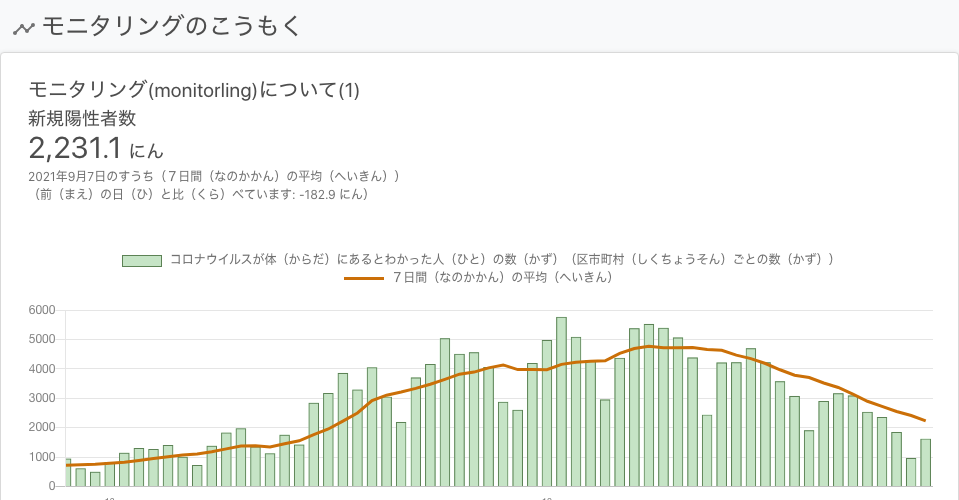 モニタリングのこうもく
モニタリング(monitorling)について(1)
新規陽性者数
2,231.1 にん
2021年9月7日のすうち（７日間（なのかかん）の平均（へいきん））
（前（まえ）の日（ひ）と比（くら）べています: -182.9 にん）
コロナウイルスが体（からだ）にあるとわかった人（ひと）の数（かず）（区市町村（しくちょうそん）ごとの数（かず））
７日間（なのかかん）の平均（へいきん）
6000
5000
4000
3000
2000
1000
0